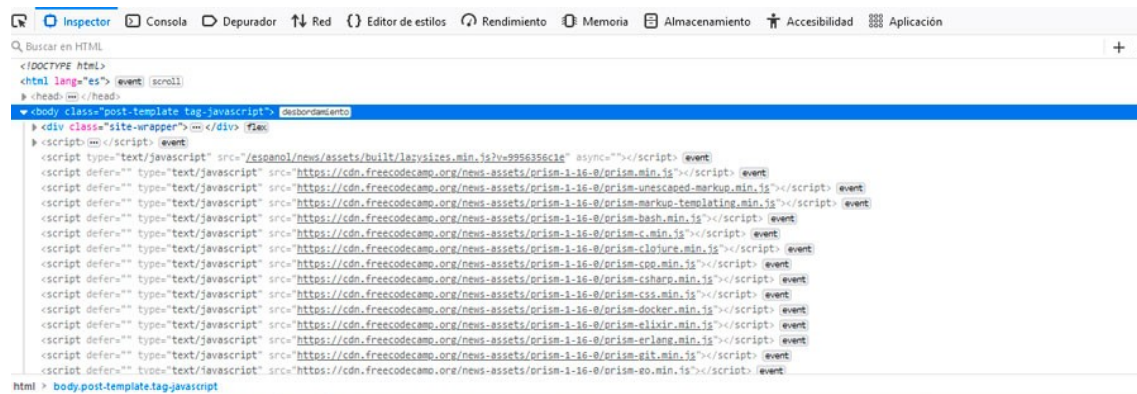 Inspector Consola Depurador Red Editor de estilos Rendimiento Memoria Almacenamiento Accesibilidad Aplicación
Buscar en HTML
<!DOCTYPE html>
<html lang="es"> event scroll
<head> ... </head>
<body class="post-template tag-javascript"> desbordamiento
<div class="site-wrapper"> ... </div> flex
<script> ... </script> event
<script type="text/javascript" src="/espanol/news/assets/built/lazysizes.min.js?v=9956356c1e" async=""></script> event
<script defer="" type="text/javascript" src="https://cdn.freecodecamp.org/news-assets/prism-1-16-0/prism.min.js"></script> event
<script defer="" type="text/javascript" src="https://cdn.freecodecamp.org/news-assets/prism-1-16-0/prism-unescaped-markup.min.js"></script> event
<script defer="" type="text/javascript" src="https://cdn.freecodecamp.org/news-assets/prism-1-16-0/prism-markup-templating.min.js"></script> event
<script defer="" type="text/javascript" src="https://cdn.freecodecamp.org/news-assets/prism-1-16-0/prism-bash.min.js"></script> event
<script defer="" type="text/javascript" src="https://cdn.freecodecamp.org/news-assets/prism-1-16-0/prism-c.min.js"></script> event
<script defer="" type="text/javascript" src="https://cdn.freecodecamp.org/news-assets/prism-1-16-0/prism-clojure.min.js"></script> event
<script defer="" type="text/javascript" src="https://cdn.freecodecamp.org/news-assets/prism-1-16-0/prism-cpp.min.js"></script> event
<script defer="" type="text/javascript" src="https://cdn.freecodecamp.org/news-assets/prism-1-16-0/prism-csharp.min.js"></script> event
<script defer="" type="text/javascript" src="https://cdn.freecodecamp.org/news-assets/prism-1-16-0/prism-css.min.js"></script> event
<script defer="" type="text/javascript" src="https://cdn.freecodecamp.org/news-assets/prism-1-16-0/prism-docker.min.js"></script> event
<script defer="" type="text/javascript" src="https://cdn.freecodecamp.org/news-assets/prism-1-16-0/prism-elixir.min.js"></script> event
<script defer="" type="text/javascript" src="https://cdn.freecodecamp.org/news-assets/prism-1-16-0/prism-erlang.min.js"></script> event
<script defer="" type="text/javascript" src="https://cdn.freecodecamp.org/news-assets/prism-1-16-0/prism-git.min.js"></script> event
<script defer="" type="text/javascript" src="https://cdn.freecodecamp.org/news-assets/prism-1-16-0/prism-go.min.js"></script> event
html > body.post-template.tag-javascript